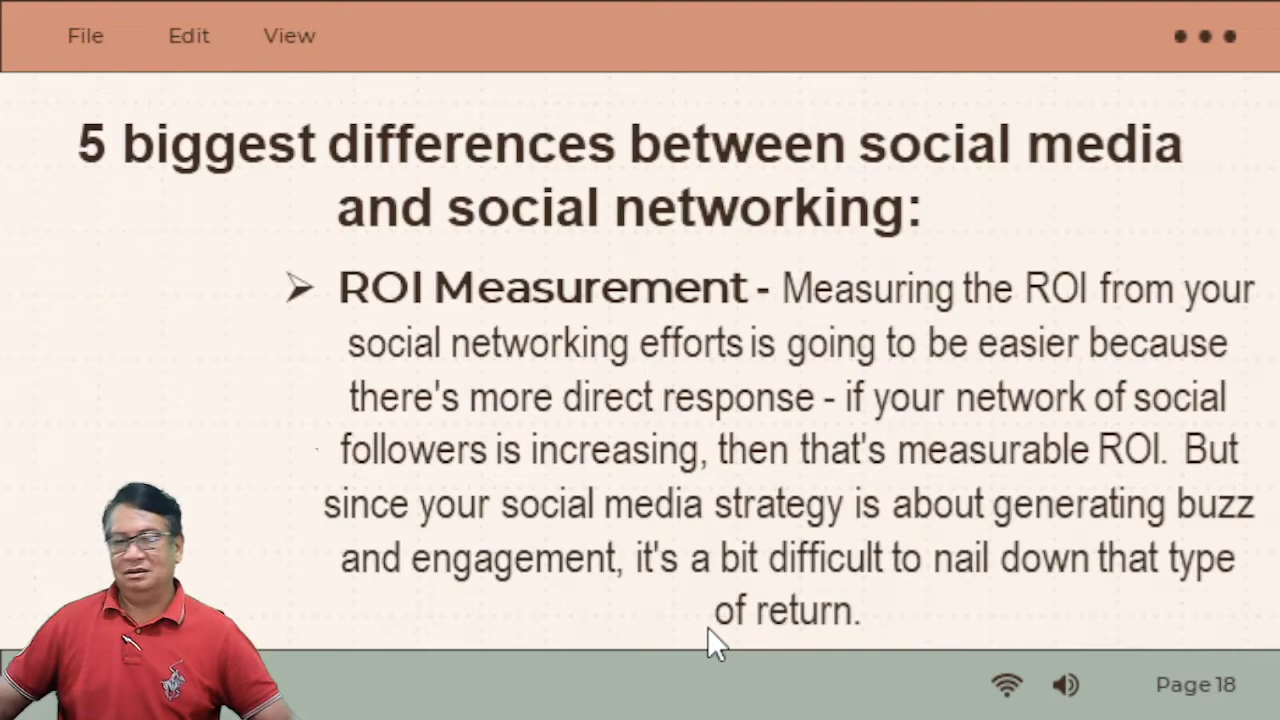 File Edit View
5 biggest differences between social media
and social networking:
ROI Measurement - Measuring the ROI from your
social networking efforts is going to be easier because
there's more direct response - if your network of social
followers is increasing, then that's measurable ROI. But
since your social media strategy is about generating buzz
and engagement, it's a bit difficult to nail down that type
of return.
Page 18